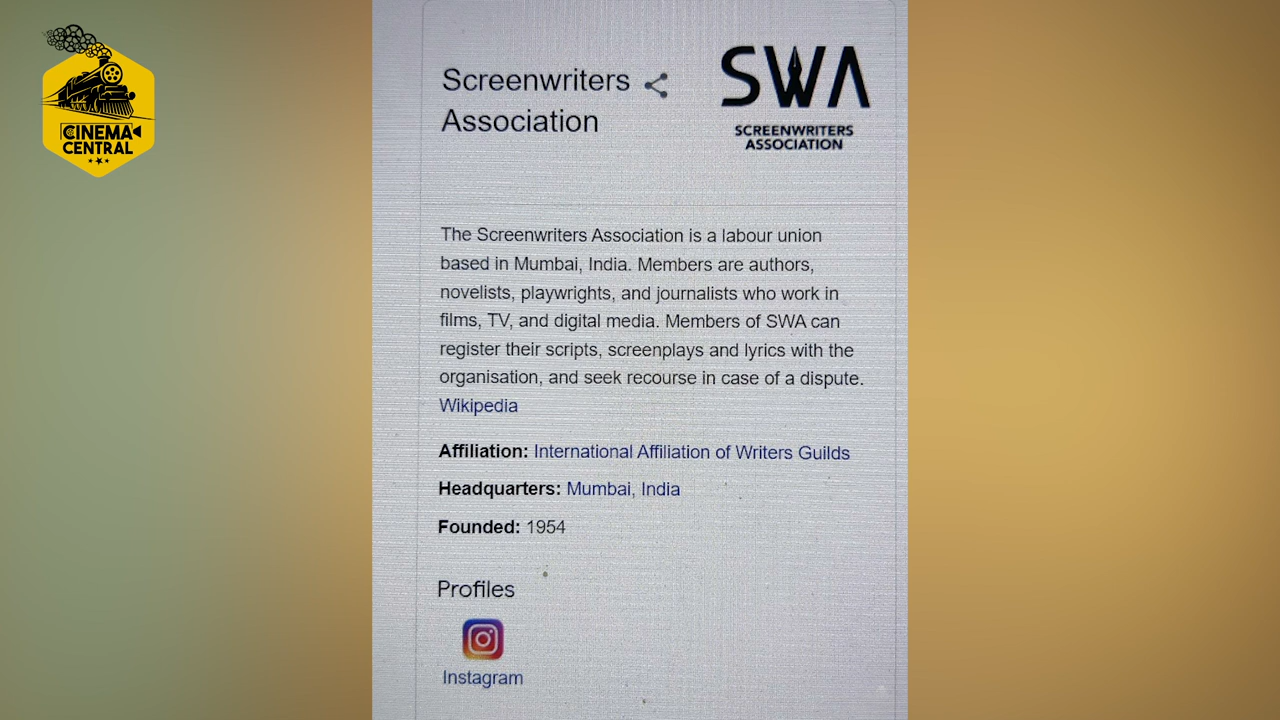 CINEMA
CENTRAL
Screenwriters
Association
SWA
SCREENWRITERS
ASSOCIATION
The Screenwriters Association is a labour union
based in Mumbai, India. Members are authors,
novelists, playwrights, and journalists who work in
films, TV, and digital media. Members of SWA can
register their scripts, screenplays and lyrics with the
organisation, and seek recourse in case of a dispute.
Wikipedia
Affiliation: International Affiliation of Writers Guilds
Headquarters: Mumbai, India
Founded: 1954
Profiles
Instagram